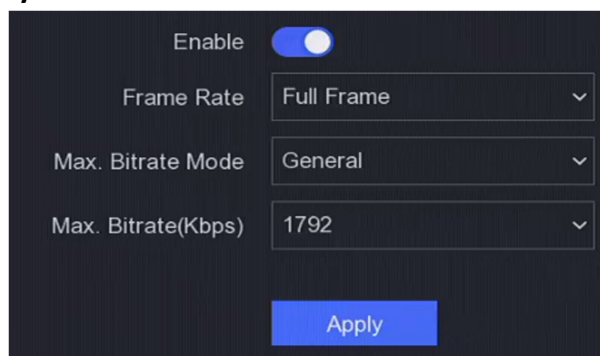 Enable
Frame Rate Full Frame
Max. Bitrate Mode General
Max. Bitrate(Kbps) 1792
Apply